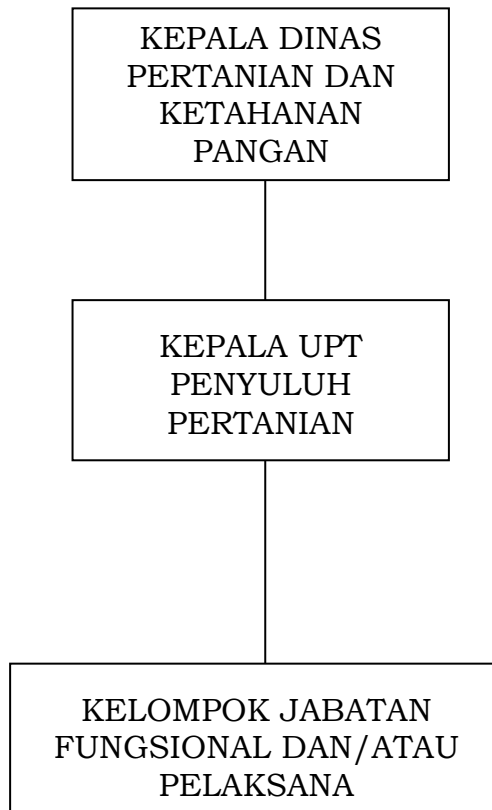 KEPALA DINAS
PERTANIAN DAN
KETAHANAN
PANGAN
KEPALA UPT
PENYULUH
PERTANIAN
KELOMPOK JABATAN
FUNGSIONAL DAN/ATAU
PELAKSANA